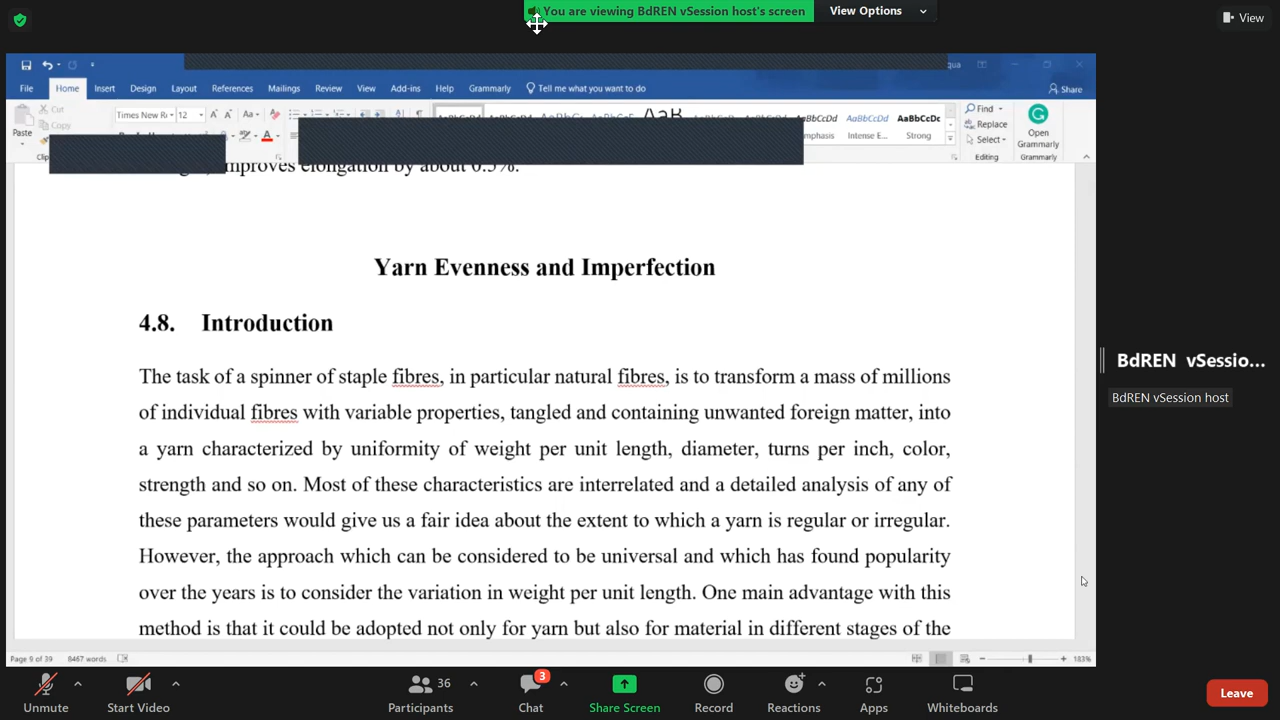 You are viewing BdREN vSession host's screen
View Options
View
qua
File Home Insert Design Layout References Mailings Review View Add-ins Help Grammarly Tell me what you want to do
Share
Cut
Copy
Paste
Times New R 12
AaB
AaBbCcDd AaBbCcDc
Intense E... Strong
Find
Replace
Select
Editing
Open
Grammarly
Grammarly
improves elongation by about 0.5%.
Yarn Evenness and Imperfection
4.8. Introduction
The task of a spinner of staple fibres, in particular natural fibres, is to transform a mass of millions
of individual fibres with variable properties, tangled and containing unwanted foreign matter, into
a yarn characterized by uniformity of weight per unit length, diameter, turns per inch, color,
strength and so on. Most of these characteristics are interrelated and a detailed analysis of any of
these parameters would give us a fair idea about the extent to which a yarn is regular or irregular.
However, the approach which can be considered to be universal and which has found popularity
over the years is to consider the variation in weight per unit length. One main advantage with this
method is that it could be adopted not only for yarn but also for material in different stages of the
BdREN vSessio...
BdREN vSession host
Page 9 of 39 8467 words
183%
Unmute
Start Video
36
Participants
3
Chat
Share Screen
Record
Reactions
Apps
Whiteboards
Leave